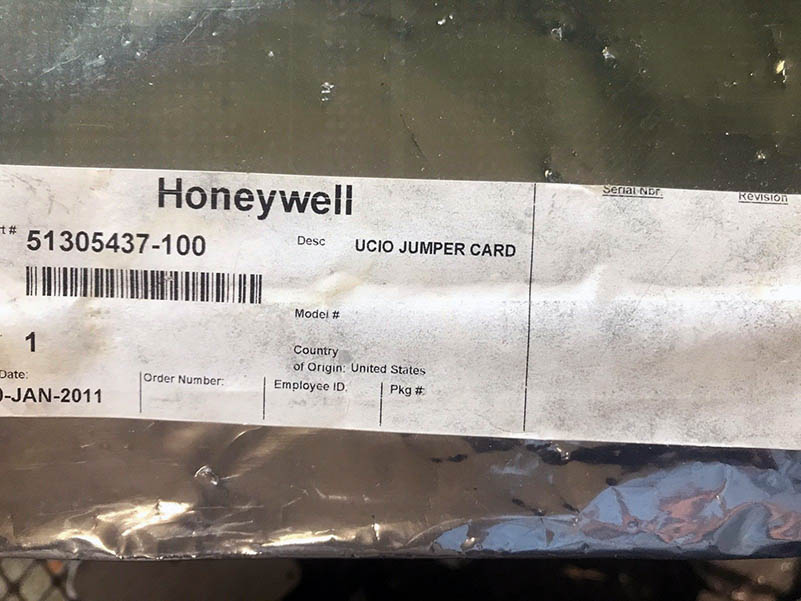 Honeywell
Serial Nbr.
Revision
t #
51305437-100
Desc
UCIO JUMPER CARD
Model #
1
Country
of Origin: United States
Date:
Order Number:
Employee ID.
Pkg #:
-JAN-2011